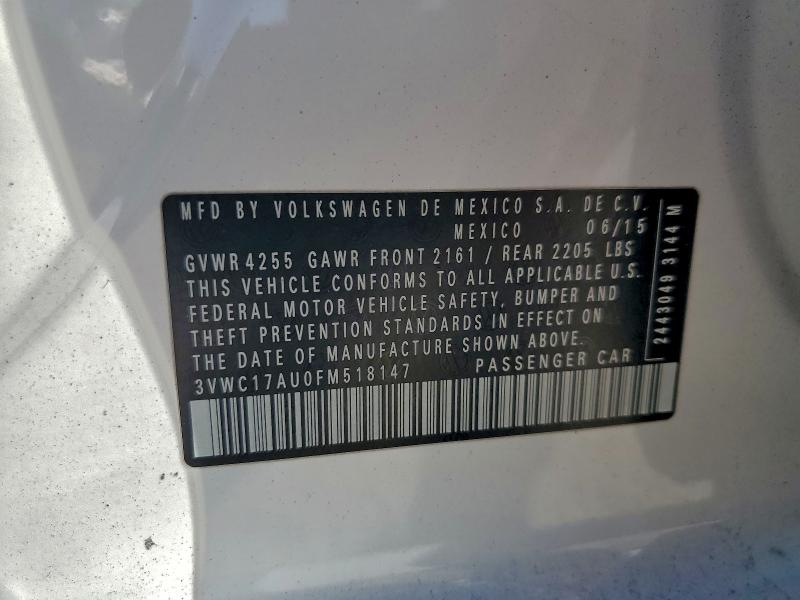 MFD BY VOLKSWAGEN DE MEXICO S.A. DE C.V.
MEXICO 06/15
GVWR 4255 GAWR FRONT 2161 / REAR 2205 LBS
THIS VEHICLE CONFORMS TO ALL APPLICABLE U.S.
FEDERAL MOTOR VEHICLE SAFETY, BUMPER AND
THEFT PREVENTION STANDARDS IN EFFECT ON
THE DATE OF MANUFACTURE SHOWN ABOVE.
3VWC17AU0FM518147 PASSENGER CAR
2443049 3144 M